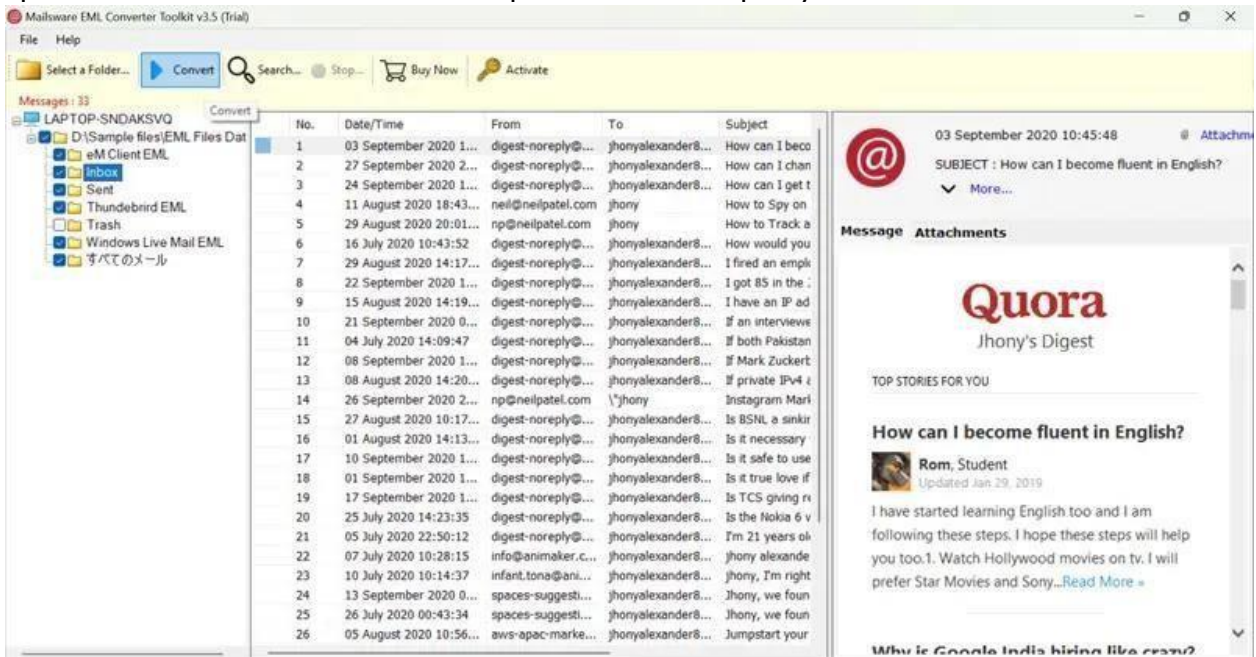 Mailsware EML Converter Toolkit v3.5 (Trial)
File Help
Select a Folder... Convert Search... Stop... Buy Now Activate
Messages : 33
Convert
LAPTOP-SNDAKSVQ
D:\Sample files\EML Files Dat
eM Client EML
Inbox
Sent
Thundebrird EML
Trash
Windows Live Mail EML
すべてのメール
No. Date/Time From To Subject
1 03 September 2020 1... digest-noreply@... jhonyalexander8... How can I beco
2 27 September 2020 2... digest-noreply@... jhonyalexander8... How can I chan
3 24 September 2020 1... digest-noreply@... jhonyalexander8... How can I get t
4 11 August 2020 18:43... neil@neilpatel.com jhony How to Spy on
5 29 August 2020 20:01... np@neilpatel.com jhony How to Track a
6 16 July 2020 10:43:52 digest-noreply@... jhonyalexander8... How would you
7 29 August 2020 14:17... digest-noreply@... jhonyalexander8... I fired an emplo
8 22 September 2020 1... digest-noreply@... jhonyalexander8... I got 85 in the
9 15 August 2020 14:19... digest-noreply@... jhonyalexander8... I have an IP ad
10 21 September 2020 0... digest-noreply@... jhonyalexander8... If an interviewe
11 04 July 2020 14:09:47 digest-noreply@... jhonyalexander8... If both Pakistan
12 08 September 2020 1... digest-noreply@... jhonyalexander8... If Mark Zuckerb
13 08 August 2020 14:20... digest-noreply@... jhonyalexander8... If private IPv4 a
14 26 September 2020 2... np@neilpatel.com \"jhony Instagram Mark
15 27 August 2020 10:17... digest-noreply@... jhonyalexander8... Is BSNL a sinkin
16 01 August 2020 14:13... digest-noreply@... jhonyalexander8... Is it necessary
17 10 September 2020 1... digest-noreply@... jhonyalexander8... Is it safe to use
18 01 September 2020 1... digest-noreply@... jhonyalexander8... Is it true love if
19 17 September 2020 1... digest-noreply@... jhonyalexander8... Is TCS giving re
20 25 July 2020 14:23:35 digest-noreply@... jhonyalexander8... Is the Nokia 6 v
21 05 July 2020 22:50:12 digest-noreply@... jhonyalexander8... I'm 21 years old
22 07 July 2020 10:28:15 info@animaker.c... jhonyalexander8... jhony alexande
23 10 July 2020 10:14:37 infant.tona@ani... jhonyalexander8... jhony, I'm right
24 13 September 2020 0... spaces-suggesti... jhonyalexander8... Jhony, we foun
25 26 July 2020 00:43:34 spaces-suggesti... jhonyalexander8... Jhony, we foun
26 05 August 2020 10:56... aws-apac-marke... jhonyalexander8... Jumpstart your
03 September 2020 10:45:48 Attachme
SUBJECT : How can I become fluent in English?
More...
Message Attachments
Quora
Jhony's Digest
TOP STORIES FOR YOU
How can I become fluent in English?
Rom, Student
Updated Jan 29, 2019
I have started learning English too and I am
following these steps. I hope these steps will help
you too.1. Watch Hollywood movies on tv. I will
prefer Star Movies and Sony...Read More »
Why is Google India hiring like crazy?